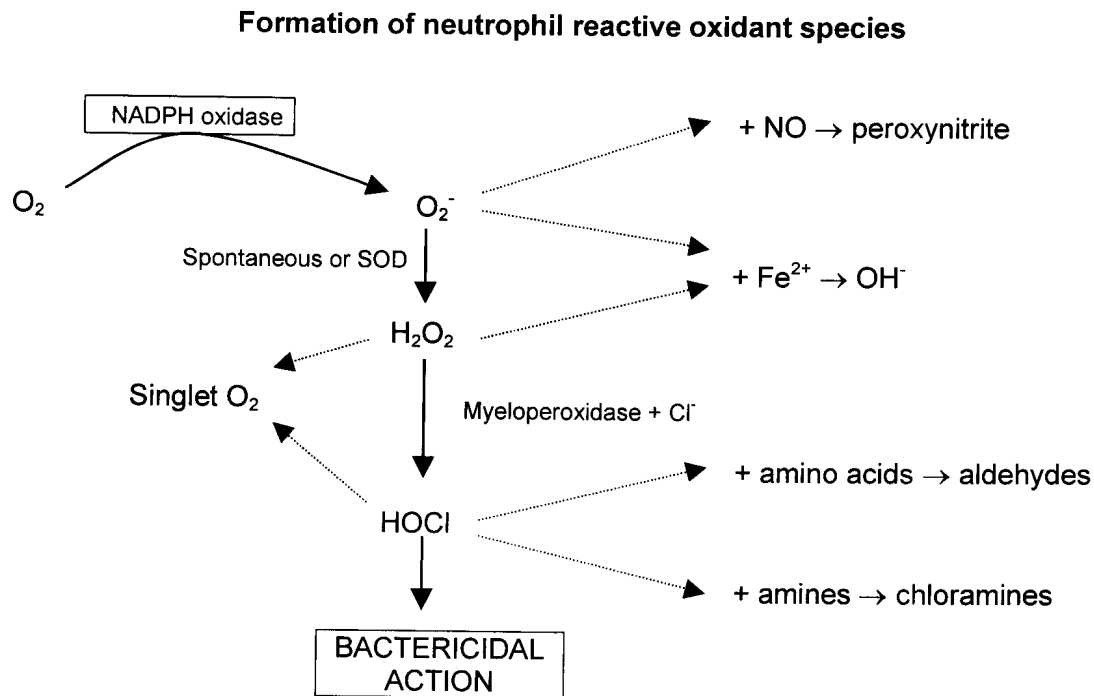 Formation of neutrophil reactive oxidant species
NADPH oxidase
+ NO → peroxynitrite
O₂
O₂⁻
Spontaneous or SOD
+ Fe²⁺ → OH⁻
H₂O₂
Singlet O₂
Myeloperoxidase + Cl⁻
+ amino acids → aldehydes
HOCl
+ amines → chloramines
BACTERICIDAL
ACTION